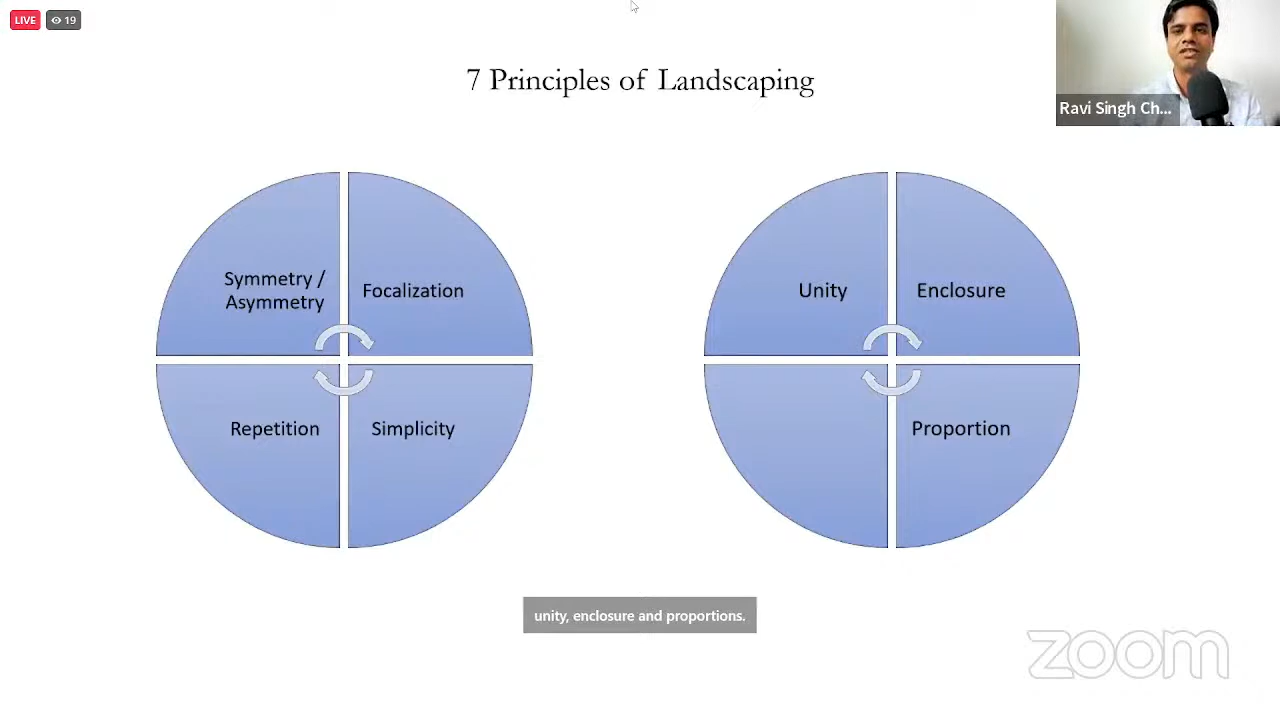 LIVE
19
7 Principles of Landscaping
Ravi Singh Ch...
Symmetry /
Asymmetry
Focalization
Repetition
Simplicity
Unity
Enclosure
Proportion
unity, enclosure and proportions.
zoom